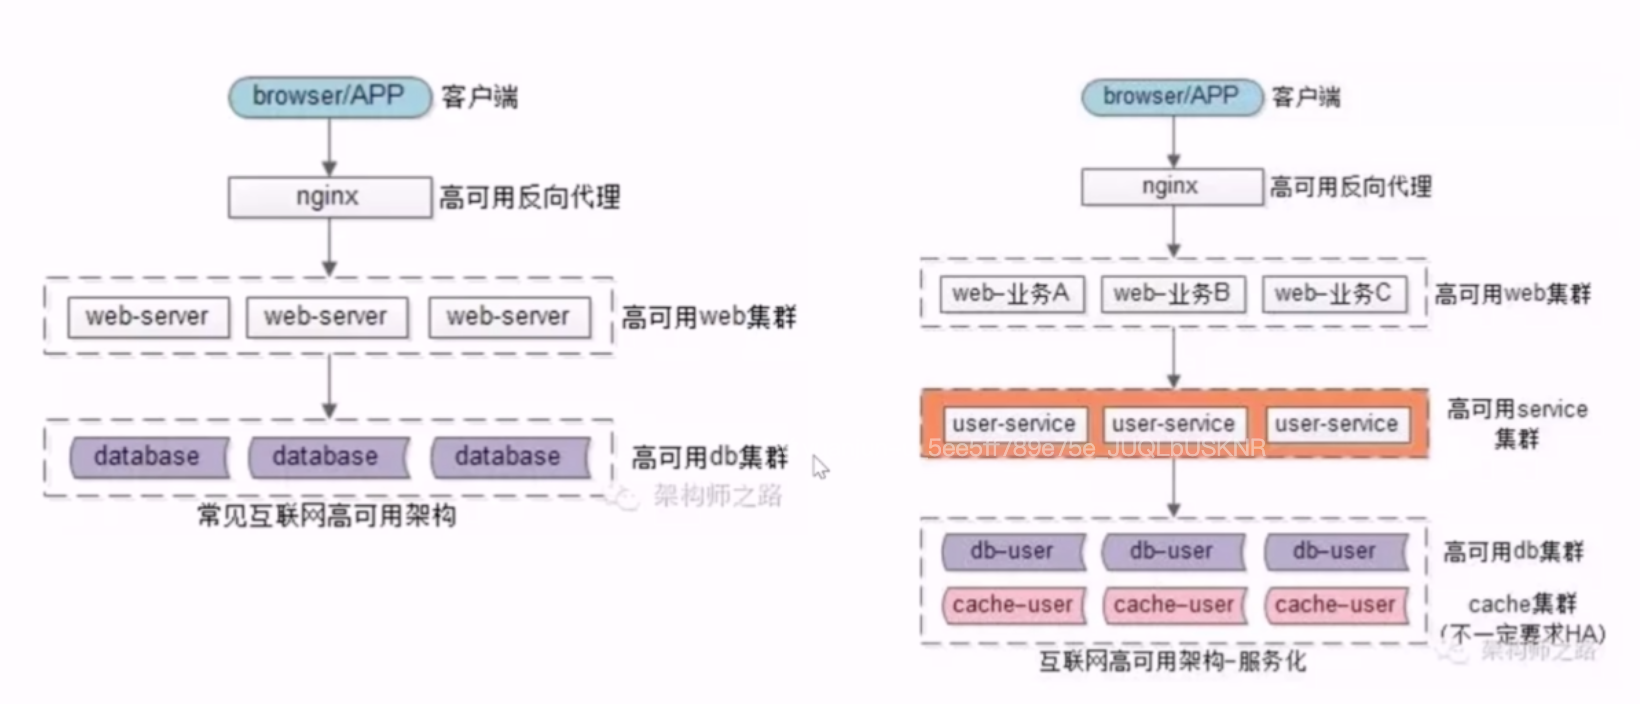 browser/APP 客户端
nginx 高可用反向代理
web-server web-server web-server 高可用web集群
database database database 高可用db集群
架构师之路
常见互联网高可用架构
browser/APP 客户端
nginx 高可用反向代理
web-业务A web-业务B web-业务C 高可用web集群
user-service user-service user-service 高可用service
集群
5ee5ff789e75e_JUQLbUSKNR
db-user db-user db-user 高可用db集群
cache-user cache-user cache-user cache集群
(不一定要求HA)
架构师之路
互联网高可用架构-服务化